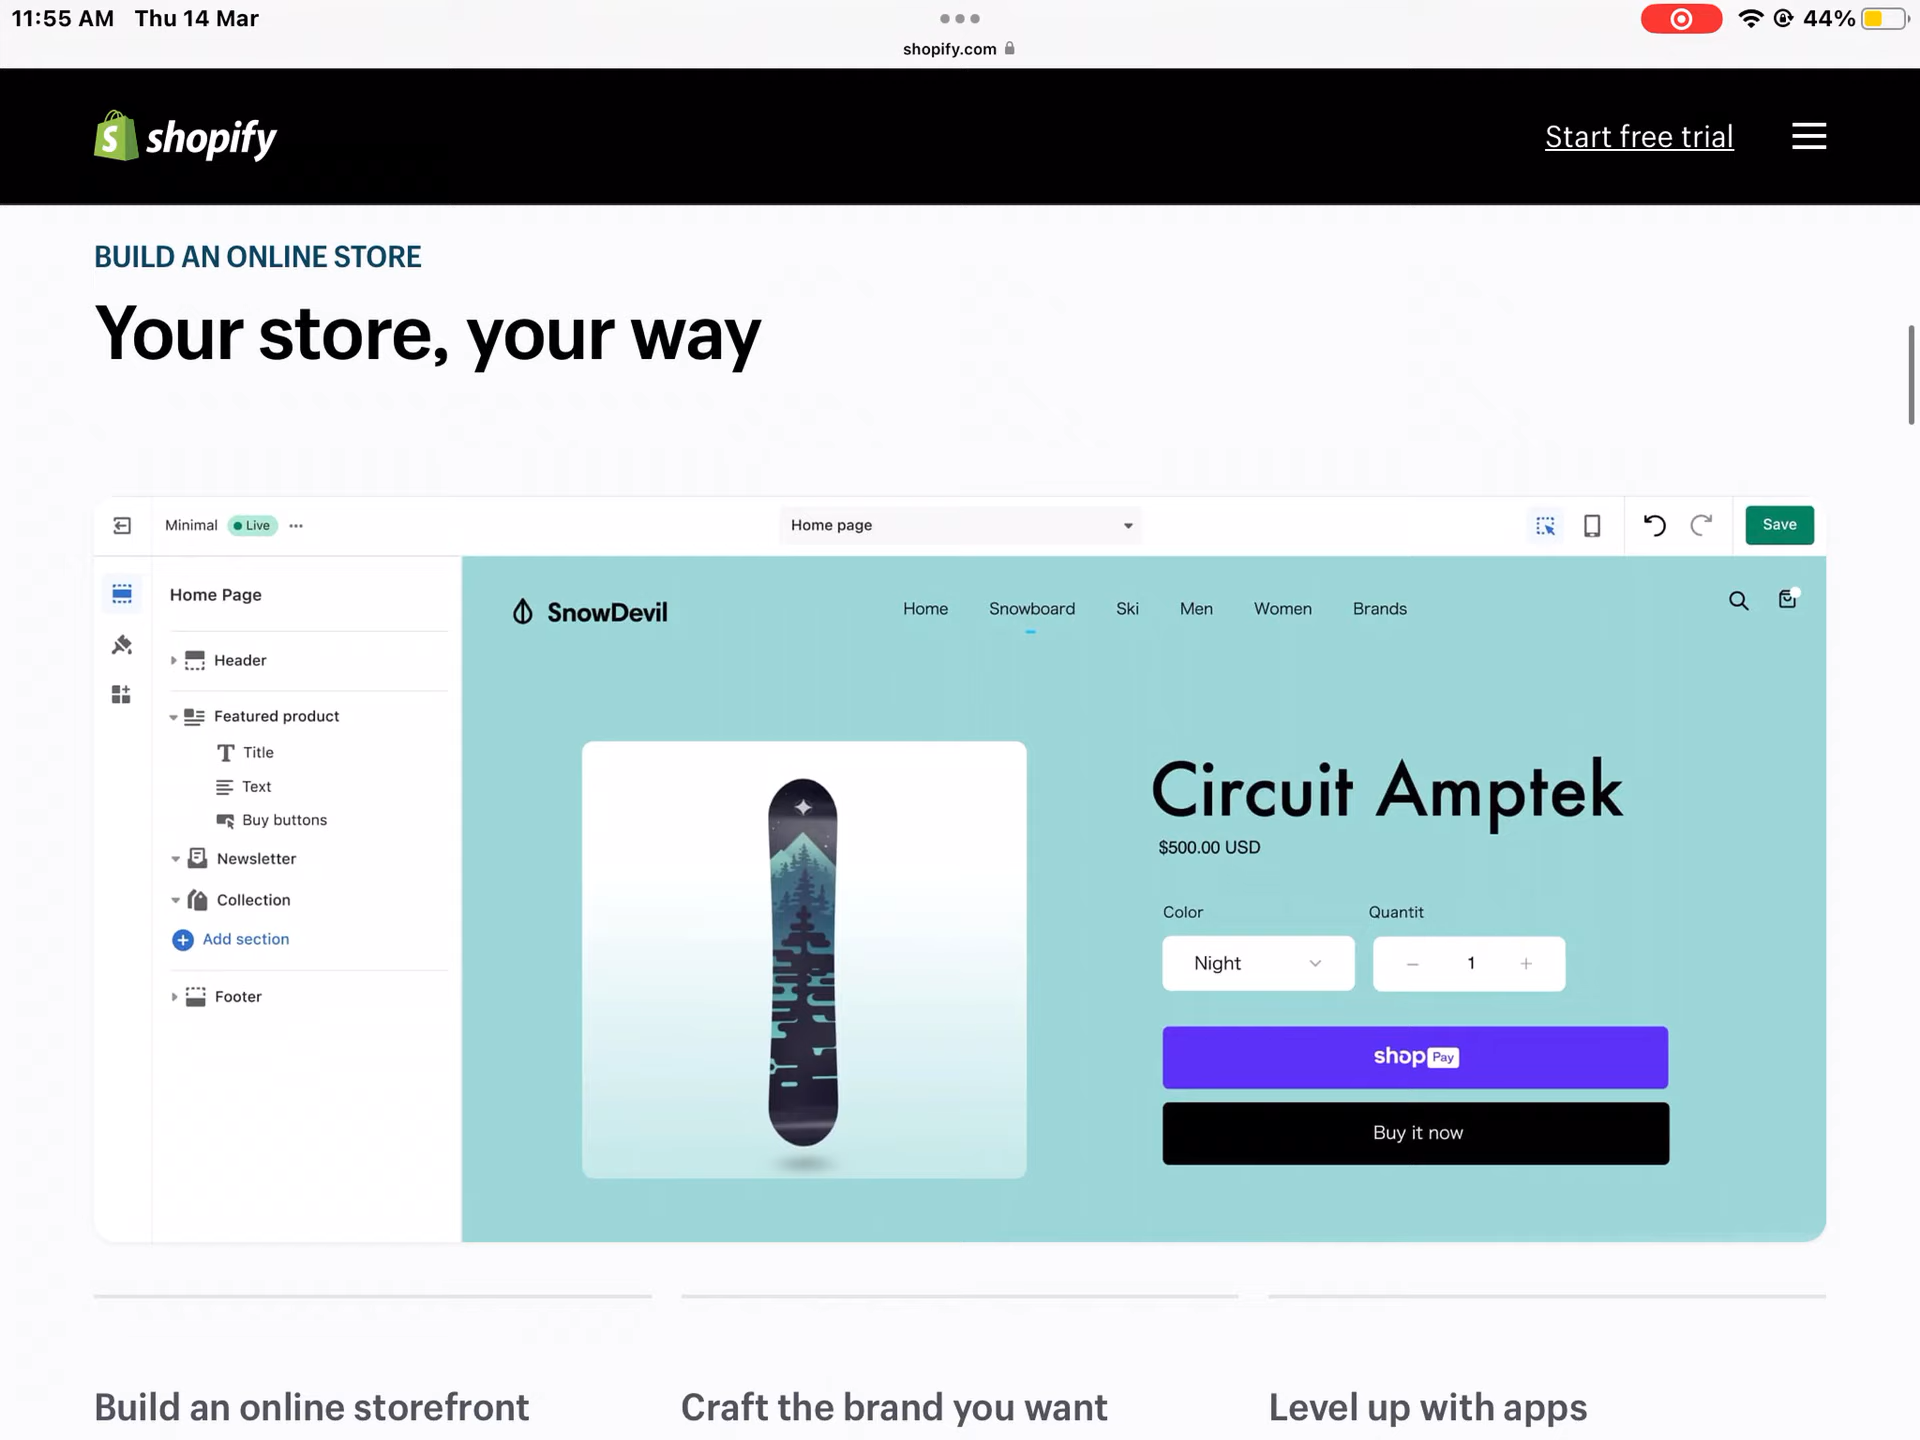 11:55 AM Thu 14 Mar
44%
shopify.com
shopify
Start free trial
BUILD AN ONLINE STORE
Your store, your way
Minimal
Live
Home page
Save
Home Page
Header
Featured product
Title
Text
Buy buttons
Newsletter
Collection
Add section
Footer
SnowDevil
Home Snowboard Ski Men Women Brands
Circuit Amptek
$500.00 USD
Color Quantit
Night 1
shop Pay
Buy it now
Build an online storefront
Craft the brand you want
Level up with apps